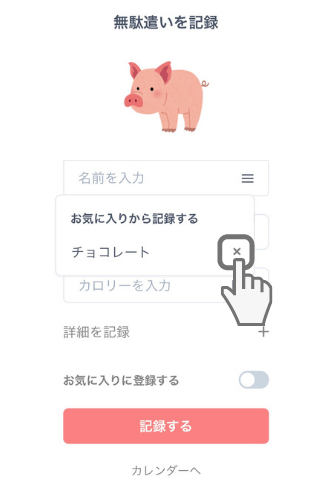 無駄遣いを記録
名前を入力
お気に入りから記録する
チョコレート
カロリーを入力
詳細を記録
お気に入りに登録する
記録する
カレンダーへ